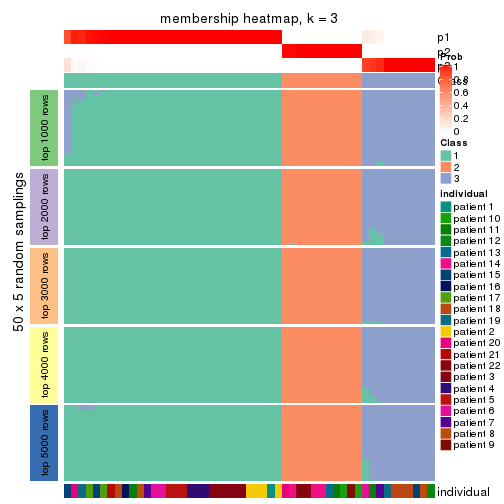 membership heatmap, k = 3
p1
p2
Prob
1
0.8
0.6
0.4
0.2
0
Class
1
2
3
individual
patient 1
patient 10
patient 11
patient 12
patient 13
patient 14
patient 15
patient 16
patient 17
patient 18
patient 19
patient 2
patient 20
patient 21
patient 22
patient 3
patient 4
patient 5
patient 6
patient 7
patient 8
patient 9
50 x 5 random samplings
top 1000 rows
top 2000 rows
top 3000 rows
top 4000 rows
top 5000 rows
individual